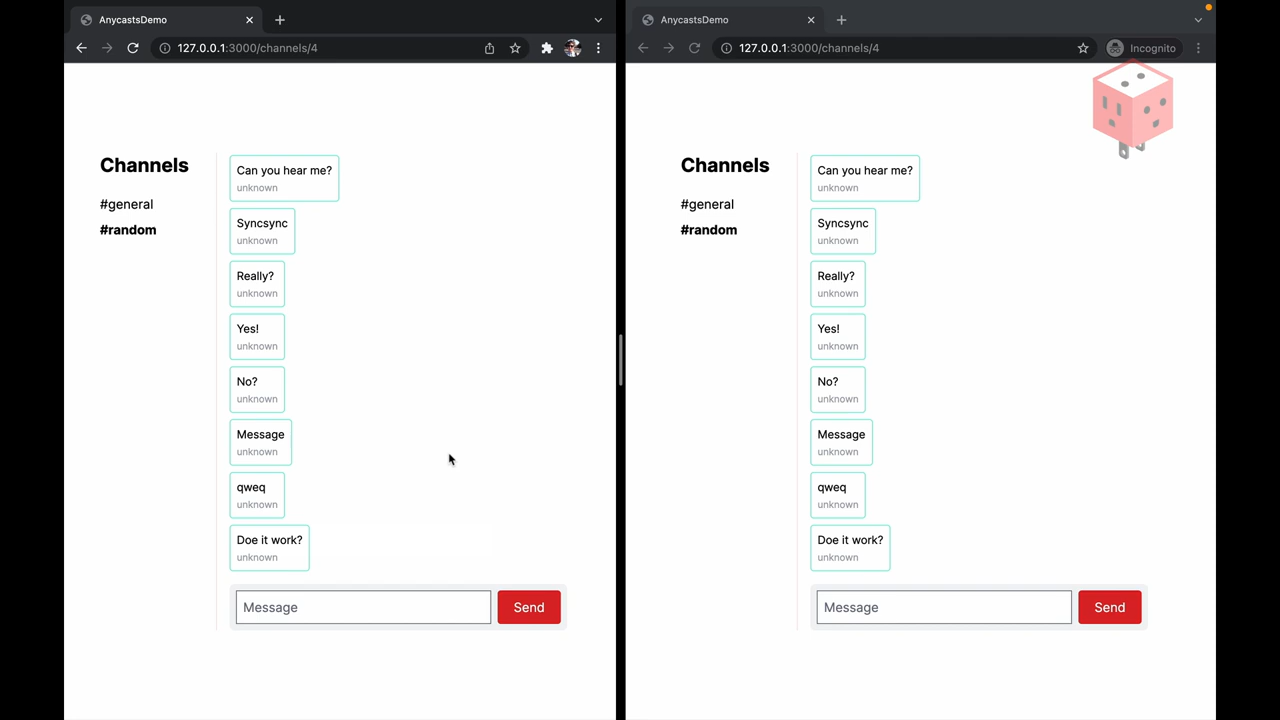 AnycastsDemo
127.0.0.1:3000/channels/4
Channels
#general
#random
Can you hear me?
unknown
Syncsync
unknown
Really?
unknown
Yes!
unknown
No?
unknown
Message
unknown
qweq
unknown
Doe it work?
unknown
Message
Send
AnycastsDemo
127.0.0.1:3000/channels/4
Incognito
Channels
#general
#random
Can you hear me?
unknown
Syncsync
unknown
Really?
unknown
Yes!
unknown
No?
unknown
Message
unknown
qweq
unknown
Doe it work?
unknown
Message
Send